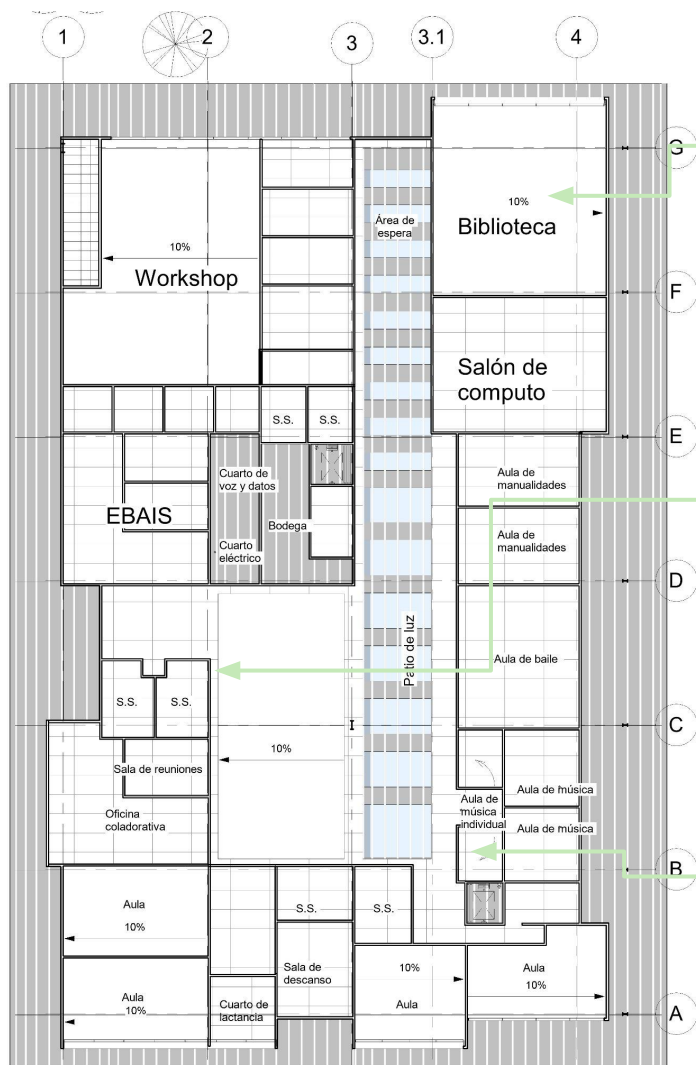 1
2
3
3.1
4
G
Área de
espera
10%
Biblioteca
10%
Workshop
F
Salón de
computo
S.S.
S.S.
E
Cuarto de
voz y datos
Aula de
manualidades
EBAIS
Bodega
Cuarto
eléctrico
Aula de
manualidades
D
Patio de luz
Aula de baile
S.S.
S.S.
C
10%
Sala de reuniones
Aula de música
Oficina
coladorativa
Aula de
música
individual
Aula de música
B
Aula
10%
S.S.
S.S.
Sala de
descanso
10%
Aula
10%
Aula
10%
Cuarto de
lactancia
Aula
A